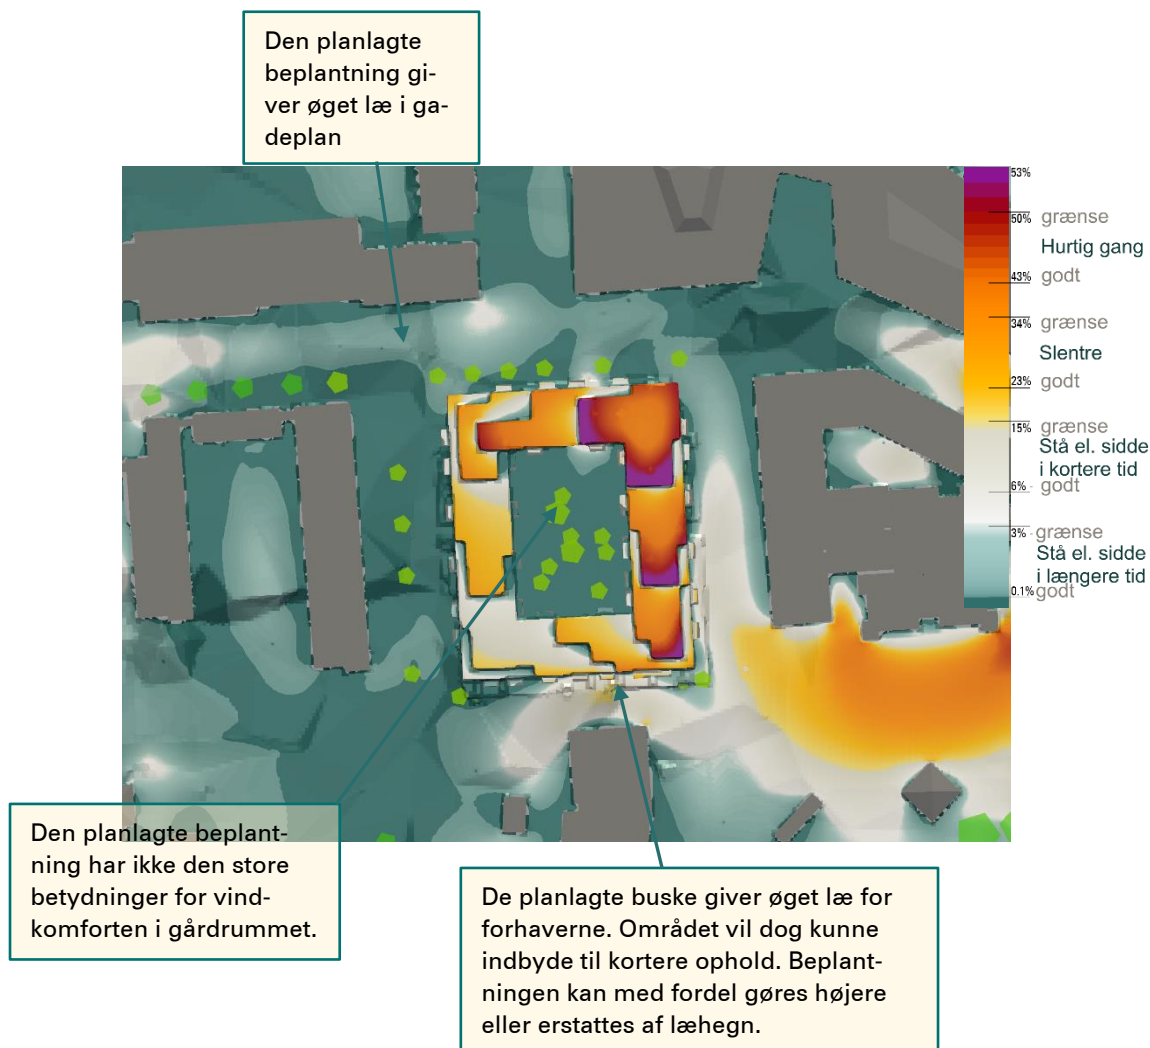 Den planlagte
beplantning gi-
ver øget læ i ga-
deplan
53%
50% grænse
Hurtig gang
43% godt
34% grænse
Slentre
23% godt
15% grænse
Stå el. sidde
i kortere tid
6% godt
3% grænse
Stå el. sidde
i længere tid
0.1% godt
Den planlagte beplant-
ning har ikke den store
betydninger for vind-
komforten i gårdrummet.
De planlagte buske giver øget læ for
forhaverne. Området vil dog kunne
indbyde til kortere ophold. Beplant-
ningen kan med fordel gøres højere
eller erstattes af læhegn.